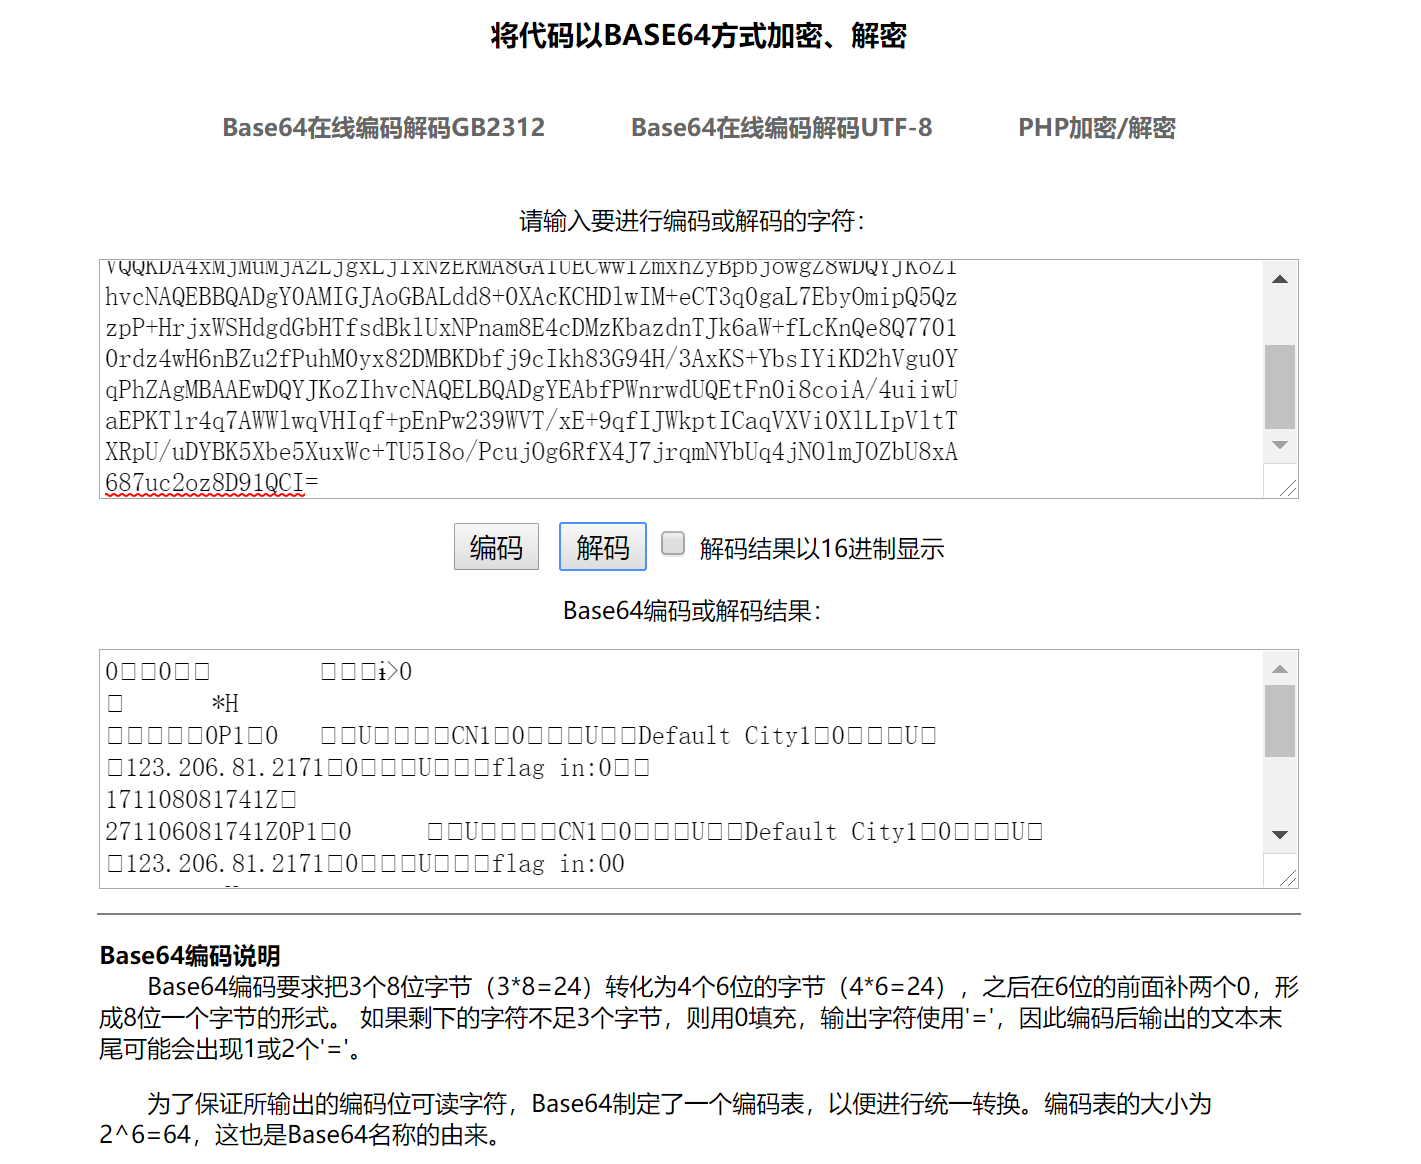 将代码以BASE64方式加密、解密
Base64在线编码解码GB2312 Base64在线编码解码UTF-8 PHP加密/解密
请输入要进行编码或解码的字符：
hvcNAQEBBQADgY0AMIGJAoGBALdd8+0XAcKCHDlwIM+eCT3q0gaL7EbyOmipQ5Qz
zpP+HrjxWSHdgdGbHTfsdBklUxNPnam8E4cDMzKbazdnTJk6aW+fLcKnQe8Q7701
0rdz4wH6nBZu2fPuhM0yx82DMBKDbfj9cIkh83G94H/3AxKS+YbsIYiKD2hVgu0Y
qPhZAgMBAAEwDQYJKoZIhvcNAQELBQADgYEAbfPWnrwdUQEtFn0i8coiA/4uiiwU
aEPKTlr4q7AWWlwqVHIqf+pEnPw239WVT/xE+9qfIJWkptICaqVXVi0XlLIpVltT
XRpU/uDYBK5Xbe5XuxWc+TU5I8o/PcujOg6RfX4J7jrqmNYbUq4jNOlmJOZbU8xA
687uc2oz8D91QCI=
编码 解码 解码结果以16进制显示
Base64编码或解码结果：
0□□0□□ □□□ɨ>0
□ *H
□□□□□0P1□0 □□U□□□□CN1□0□□□U□□Default City1□0□□□U□
□123.206.81.2171□0□□□U□□□flag in:0□□
171108081741Z□
271106081741Z0P1□0 □□U□□□□CN1□0□□□U□□Default City1□0□□□U□
□123.206.81.2171□0□□□U□□□flag in:00
Base64编码说明
Base64编码要求把3个8位字节（3*8=24）转化为4个6位的字节（4*6=24），之后在6位的前面补两个0，形
成8位一个字节的形式。 如果剩下的字符不足3个字节，则用0填充，输出字符使用'='，因此编码后输出的文本末
尾可能会出现1或2个'='。
为了保证所输出的编码位可读字符，Base64制定了一个编码表，以便进行统一转换。编码表的大小为
2^6=64，这也是Base64名称的由来。